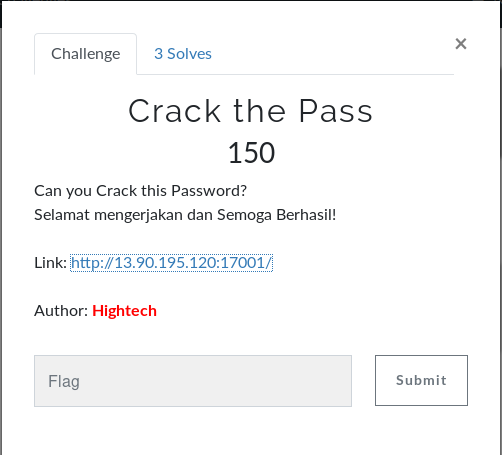 Challenge
3 Solves
×
Crack the Pass
150
Can you Crack this Password?
Selamat mengerjakan dan Semoga Berhasil!
Link: http://13.90.195.120:17001/
Author: Hightech
Flag
Submit